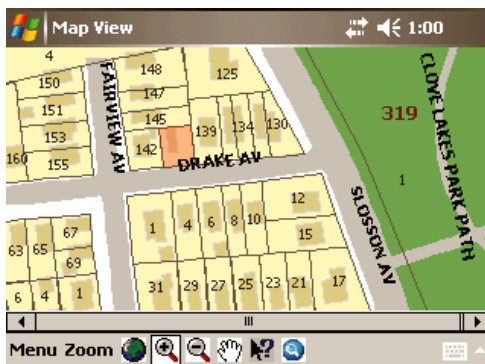 Map View 1:00
4 148 125
150 147
151 145 319
153 142 139 134 130
160 155
FAIRVIEW AV
DRAKE AV
SLOSSON AV
CLOVE LAKES PARK PATH
1
12
67 1 4 6 8 10
63 65 15
69
6 4 1 31 29 27 25 23 21 17
Menu Zoom